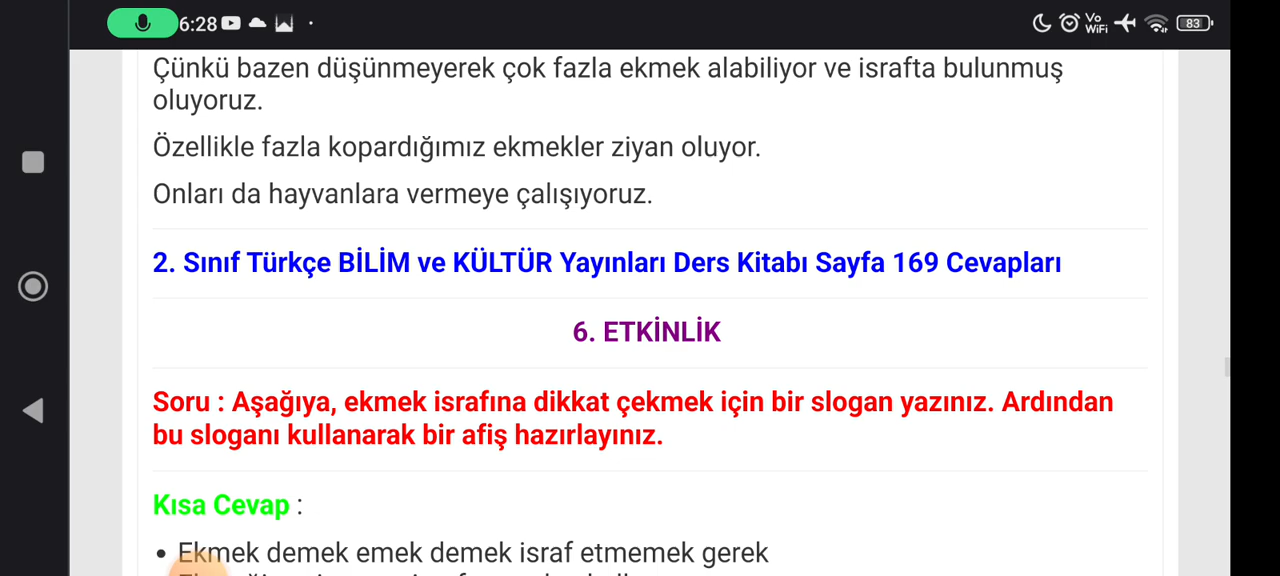 6:28
Vo
WiFi
83
Çünkü bazen düşünmeyerek çok fazla ekmek alabiliyor ve israfta bulunmuş
oluyoruz.
Özellikle fazla kopardığımız ekmekler ziyan oluyor.
Onları da hayvanlara vermeye çalışıyoruz.
2. Sınıf Türkçe BİLİM ve KÜLTÜR Yayınları Ders Kitabı Sayfa 169 Cevapları
6. ETKİNLİK
Soru : Aşağıya, ekmek israfına dikkat çekmek için bir slogan yazınız. Ardından
bu sloganı kullanarak bir afiş hazırlayınız.
Kısa Cevap :
• Ekmek demek emek demek israf etmemek gerek